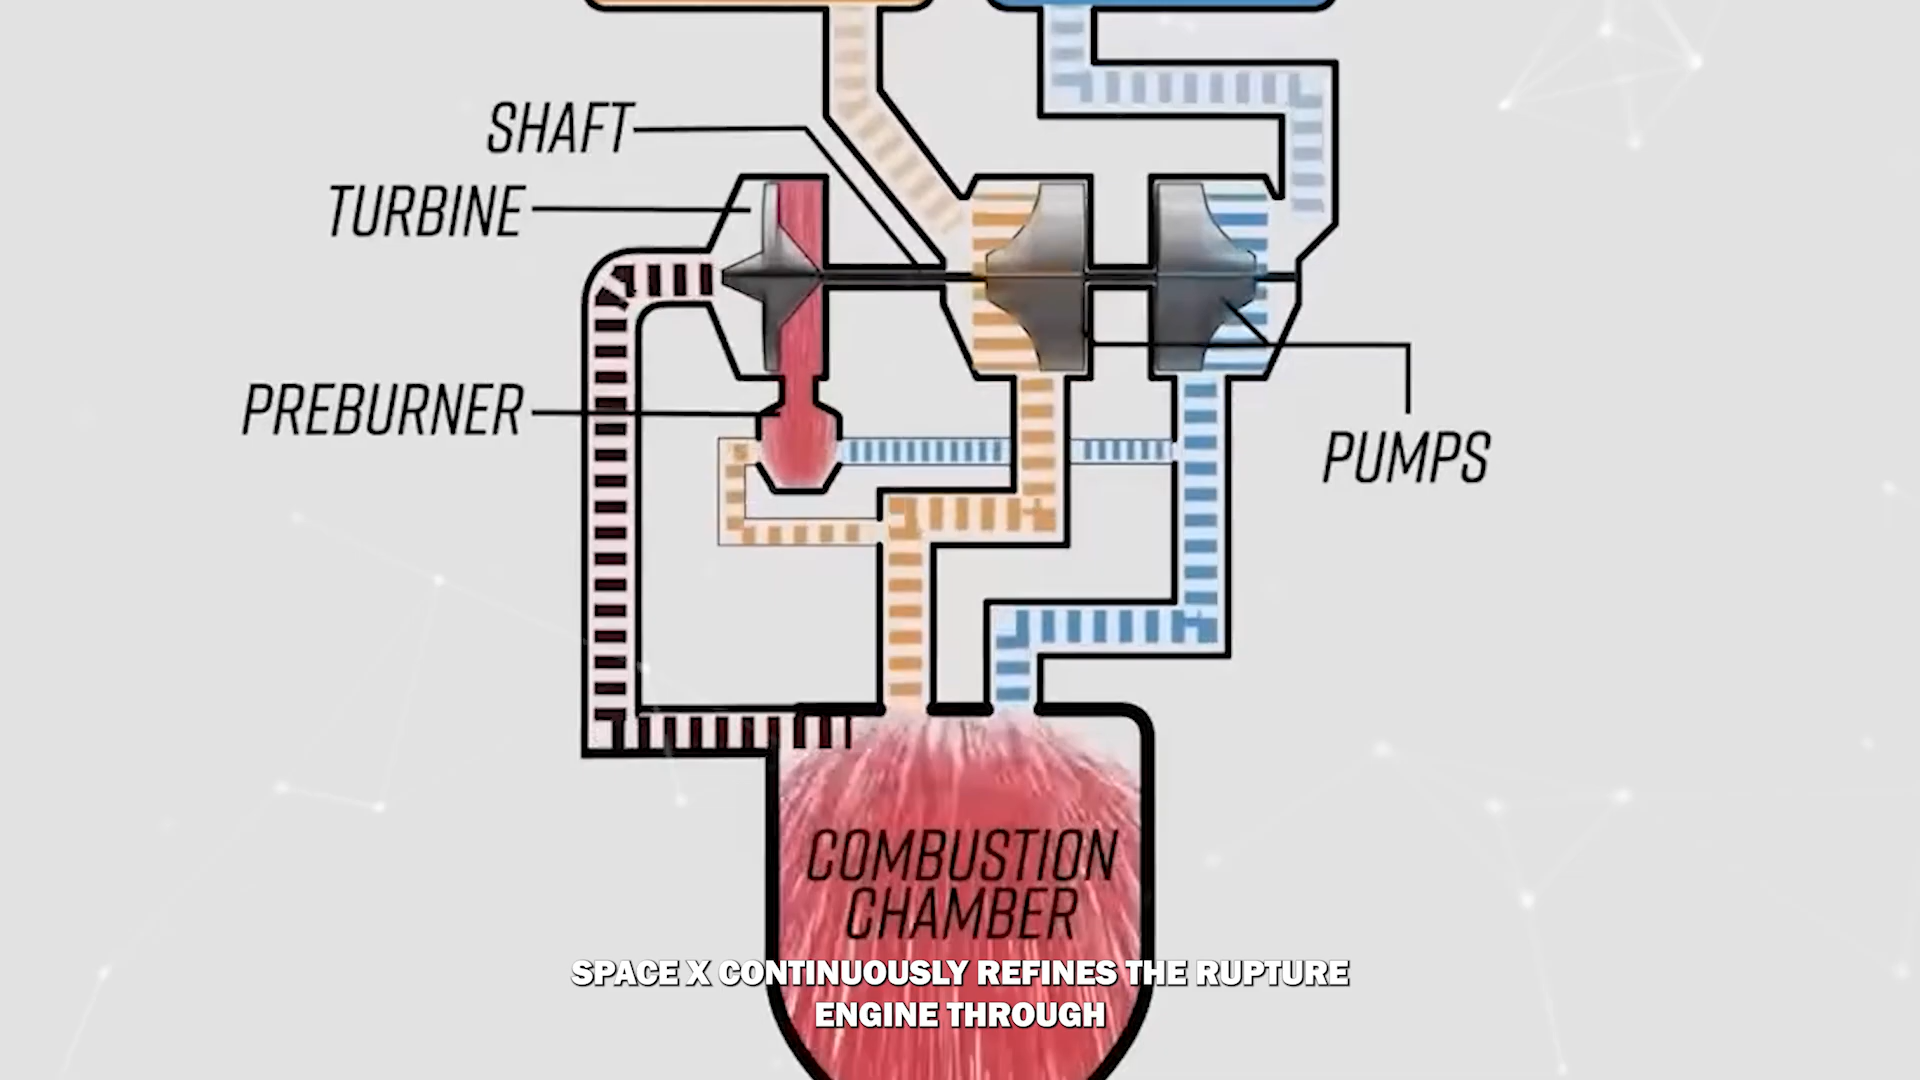 SHAFT
TURBINE
PREBURNER
PUMPS
COMBUSTION
CHAMBER
SPACE X CONTINUOUSLY REFINES THE RUPTURE
ENGINE THROUGH